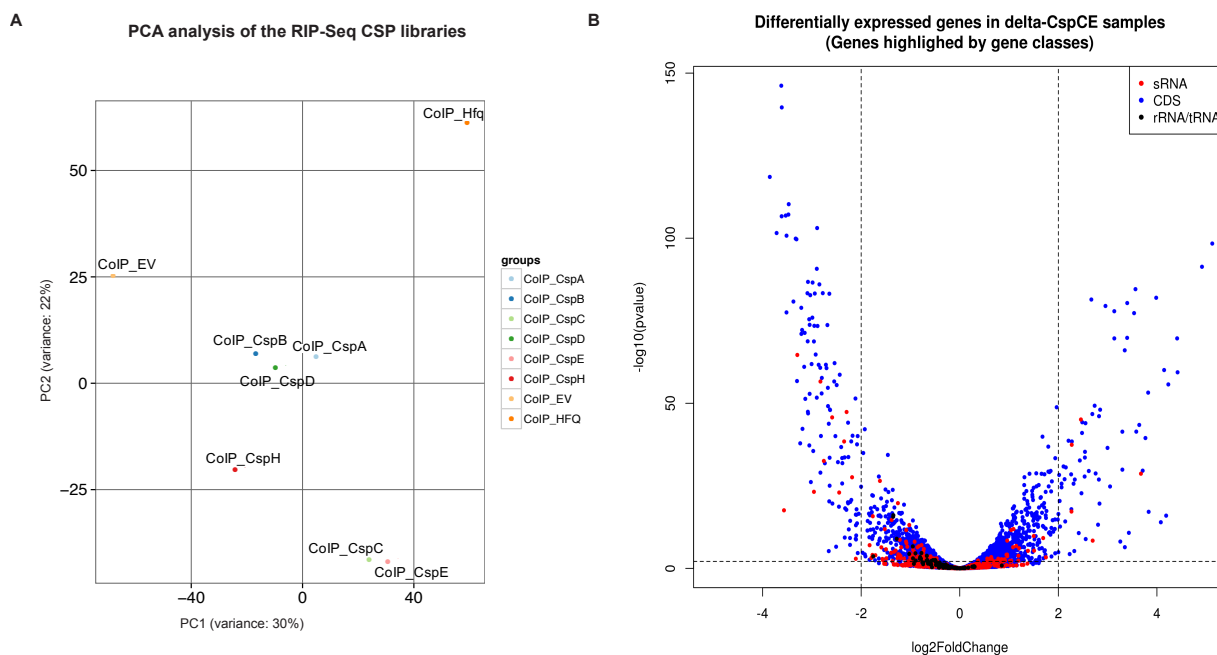 A
PCA analysis of the RIP-Seq CSP libraries
CoIP_Hfq
50
CoIP_EV
25
CoIP_CspB
CoIP_CspA
CoIP_CspD
0
CoIP_CspH
−25
CoIP_CspC
CoIP_CspE
−40
0
40
PC1 (variance: 30%)
PC2 (variance: 22%)
groups
CoIP_CspA
CoIP_CspB
CoIP_CspC
CoIP_CspD
CoIP_CspE
CoIP_CspH
CoIP_EV
CoIP_HFQ
B
Differentially expressed genes in delta-CspCE samples
(Genes highlighed by gene classes)
150
100
50
0
-log10(pvalue)
sRNA
CDS
rRNA/tRNA
-4
-2
0
2
4
log2FoldChange